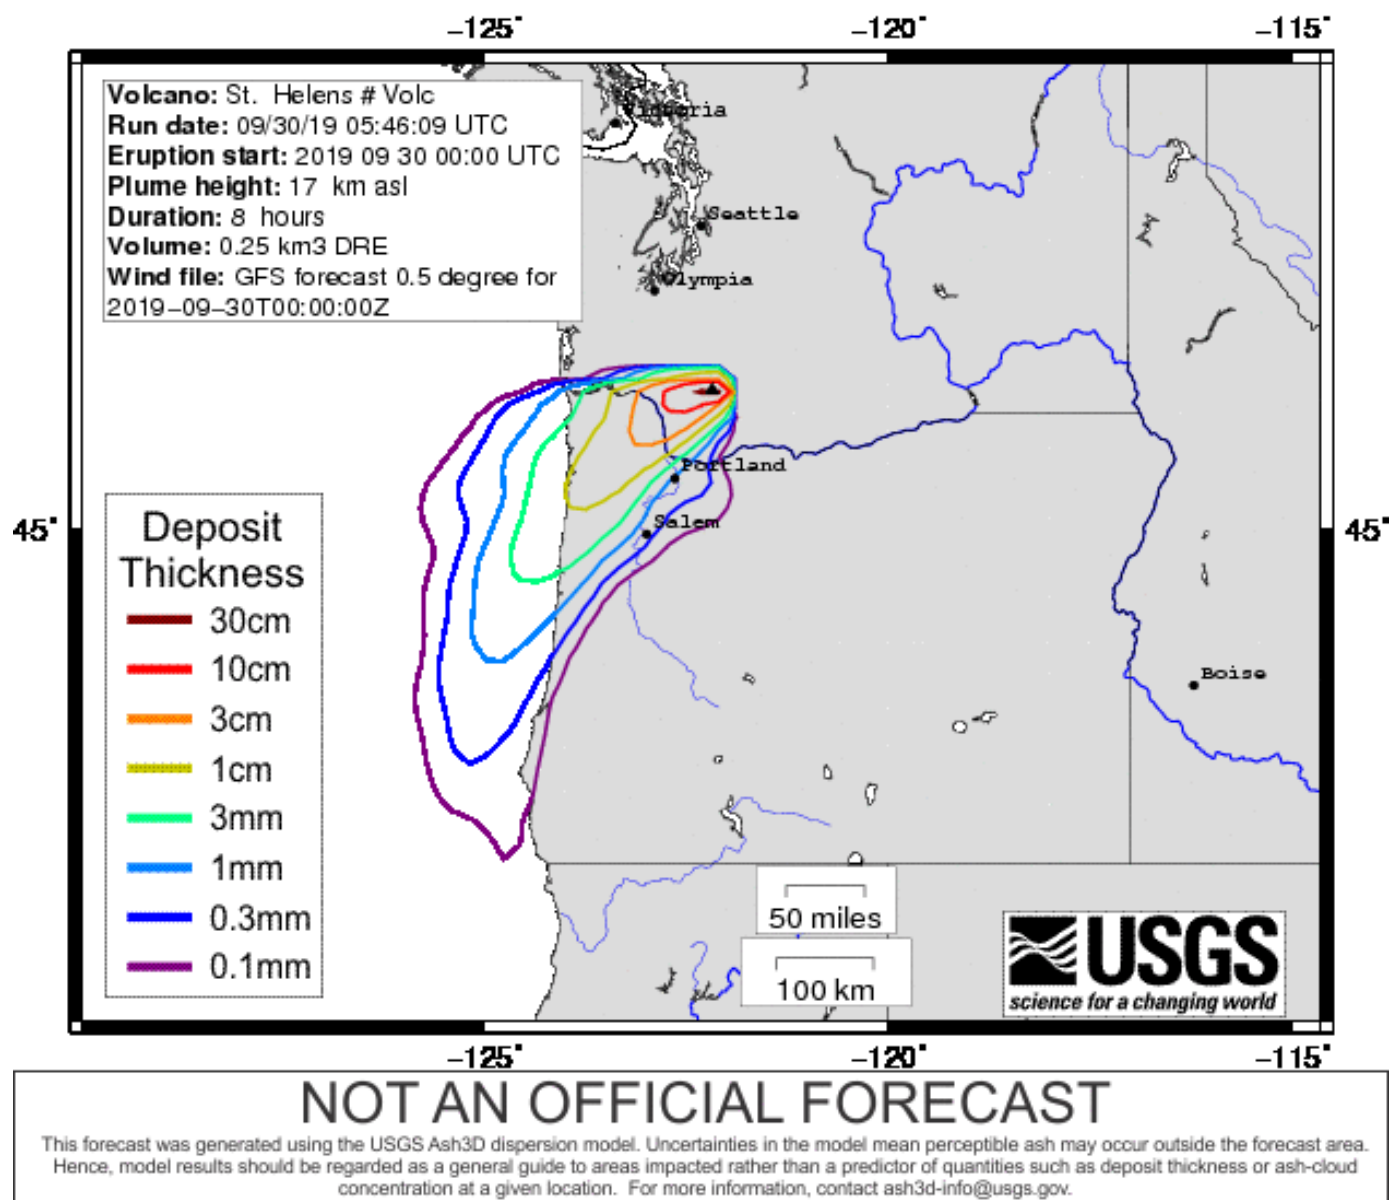 -125° -120° -115°
Volcano: St. Helens # Volc
Run date: 09/30/19 05:46:09 UTC
Eruption start: 2019 09 30 00:00 UTC
Plume height: 17 km asl
Duration: 8 hours
Volume: 0.25 km3 DRE
Wind file: GFS forecast 0.5 degree for
2019-09-30T00:00:00Z
Victoria
Seattle
Olympia
Portland
Salem
Boise
45° 45°
Deposit
Thickness
30cm
10cm
3cm
1cm
3mm
1mm
0.3mm
0.1mm
50 miles
100 km
USGS
science for a changing world
-125° -120° -115°
NOT AN OFFICIAL FORECAST
This forecast was generated using the USGS Ash3D dispersion model. Uncertainties in the model mean perceptible ash may occur outside the forecast area.
Hence, model results should be regarded as a general guide to areas impacted rather than a predictor of quantities such as deposit thickness or ash-cloud
concentration at a given location. For more information, contact ash3d-info@usgs.gov.